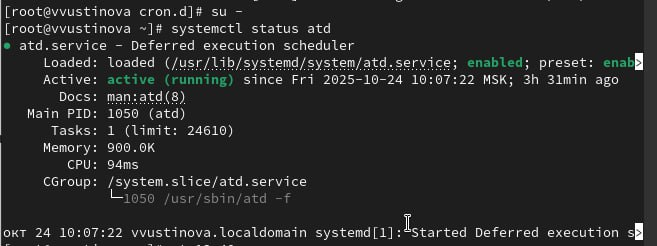 [root@vvustinova cron.d]# su -
[root@vvustinova ~]# systemctl status atd
● atd.service - Deferred execution scheduler
Loaded: loaded (/usr/lib/systemd/system/atd.service; enabled; preset: enab>
Active: active (running) since Fri 2025-10-24 10:07:22 MSK; 3h 31min ago
Docs: man:atd(8)
Main PID: 1050 (atd)
Tasks: 1 (limit: 24610)
Memory: 900.0K
CPU: 94ms
CGroup: /system.slice/atd.service
└─1050 /usr/sbin/atd -f
окт 24 10:07:22 vvustinova.localdomain systemd[1]: Started Deferred execution s>